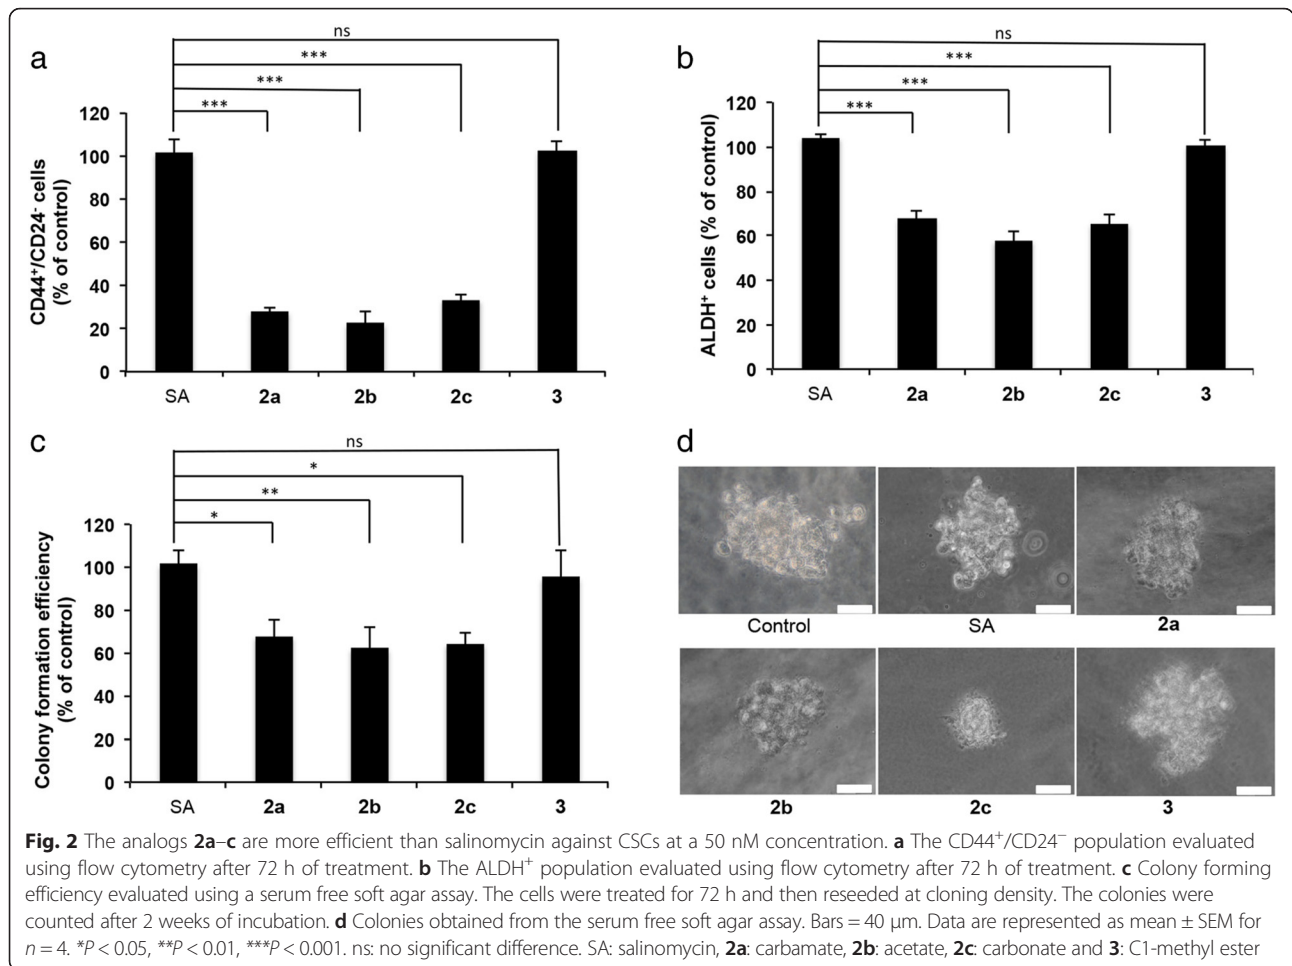 a
ns
***
***
***
120
100
80
60
40
20
0
CD44⁺/CD24⁻ cells
(% of control)
SA 2a 2b 2c 3
b
ns
***
***
***
120
100
80
60
40
20
0
ALDH⁺ cells (% of control)
SA 2a 2b 2c 3
c
ns
*
**
*
120
100
80
60
40
20
0
Colony formation efficiency
(% of control)
SA 2a 2b 2c 3
d
Control SA 2a
2b 2c 3
Fig. 2 The analogs 2a–c are more efficient than salinomycin against CSCs at a 50 nM concentration. a The CD44⁺/CD24⁻ population evaluated
using flow cytometry after 72 h of treatment. b The ALDH⁺ population evaluated using flow cytometry after 72 h of treatment. c Colony forming
efficiency evaluated using a serum free soft agar assay. The cells were treated for 72 h and then reseeded at cloning density. The colonies were
counted after 2 weeks of incubation. d Colonies obtained from the serum free soft agar assay. Bars = 40 μm. Data are represented as mean ± SEM for
n = 4. *P < 0.05, **P < 0.01, ***P < 0.001. ns: no significant difference. SA: salinomycin, 2a: carbamate, 2b: acetate, 2c: carbonate and 3: C1-methyl ester